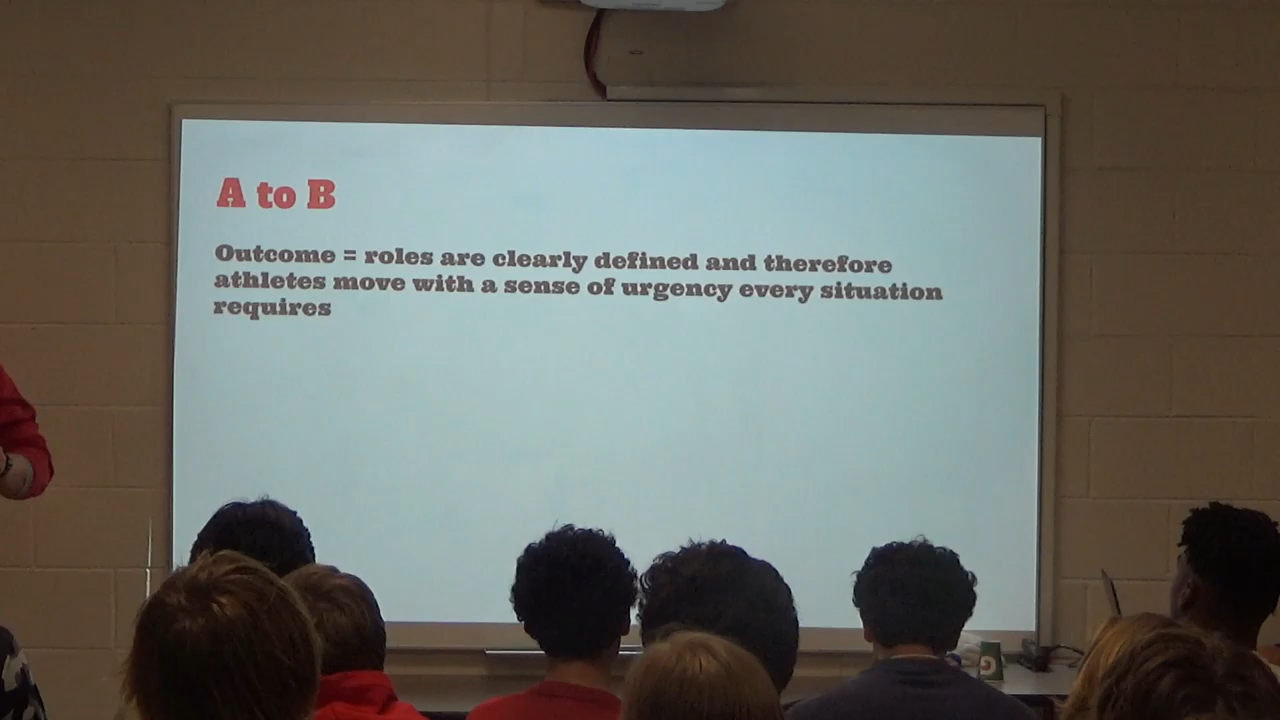 A to B
Outcome = roles are clearly defined and therefore
athletes move with a sense of urgency every situation
requires